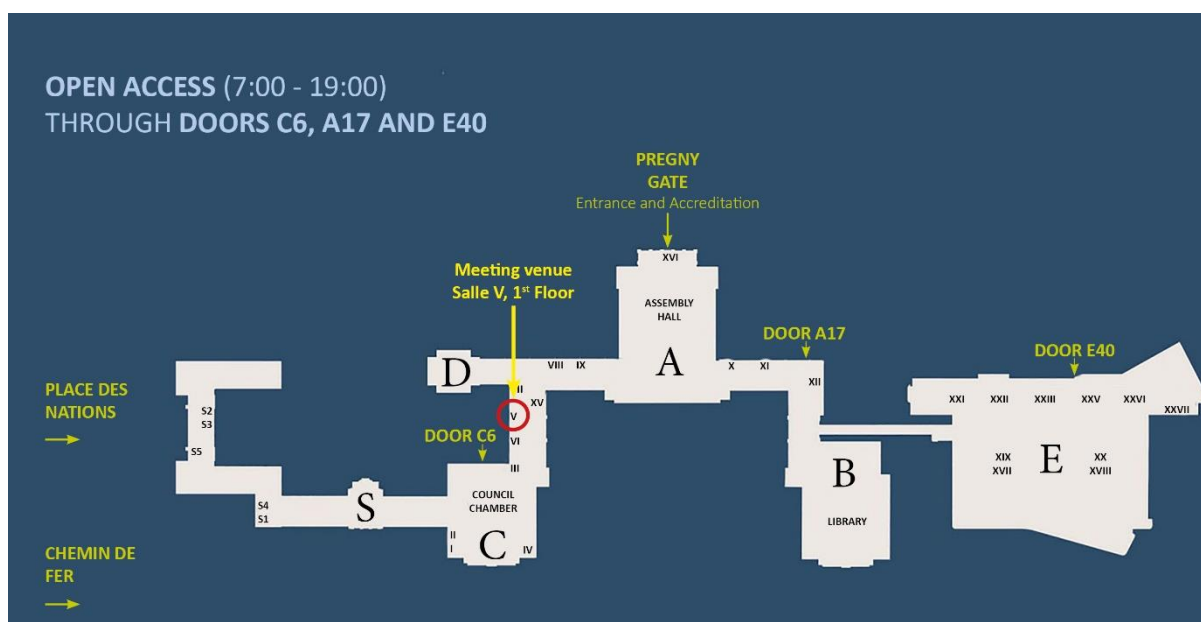 OPEN ACCESS (7:00 - 19:00)
THROUGH DOORS C6, A17 AND E40
PREGNY
GATE
Entrance and Accreditation
XVI
Meeting venue
Salle V, 1st Floor
ASSEMBLY
HALL
A
DOOR A17
DOOR E40
D
VIII IX
X XI
XII
PLACE DES
NATIONS
S2
S3
S5
XV
V
VI
III
DOOR C6
XXI XXII XXIII XXV XXVI
XXVII
XIX
XVII
E
XX
XVIII
B
LIBRARY
S4
S1
S
COUNCIL
CHAMBER
II
I
C
IV
CHEMIN DE
FER